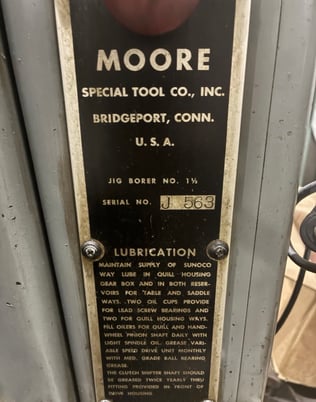 MOORE
SPECIAL TOOL CO., INC.
BRIDGEPORT, CONN.
U. S. A.
JIG BORER NO. 1½
SERIAL NO. J 563
LUBRICATION
MAINTAIN SUPPLY OF SUNOCO
WAY LUBE IN QUILL HOUSING
GEAR BOX AND IN BOTH RESER-
VOIRS FOR TABLE AND SADDLE
WAYS. TWO OIL CUPS PROVIDE
FOR LEAD SCREW BEARINGS AND
TWO FOR QUILL HOUSING WAYS.
FILL OILERS FOR QUILL AND HAND-
WHEEL PINION SHAFT DAILY WITH
LIGHT SPINDLE OIL. GREASE VARI-
ABLE SPEED DRIVE UNIT MONTHLY
WITH MED. GRADE BALL BEARING
GREASE.
THE CLUTCH SHIFTER SHAFT SHOULD
BE GREASED TWICE YEARLY THRU
FITTING PROVIDED IN FRONT OF
DRIVE HOUSING.